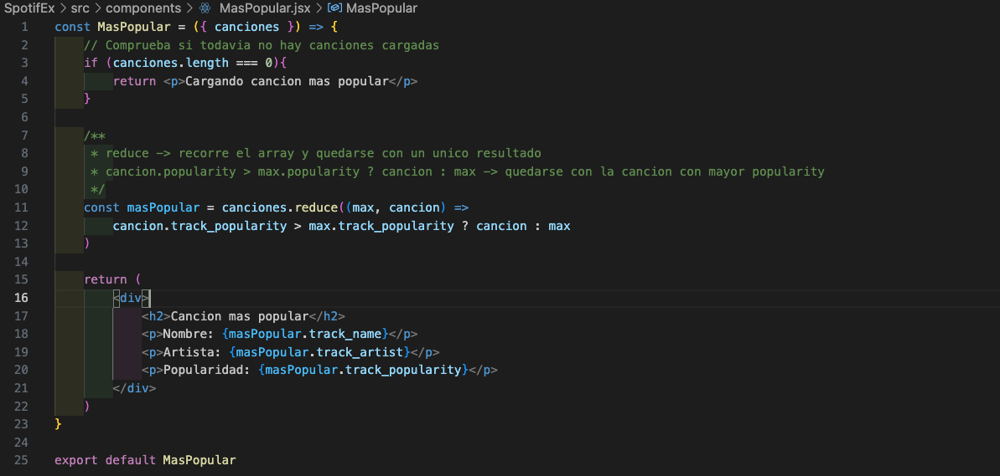 SpotifEx > src > components > MasPopular.jsx > MasPopular
1 const MasPopular = ({ canciones }) => {
2 // Comprueba si todavia no hay canciones cargadas
3 if (canciones.length === 0){
4 return <p>Cargando cancion mas popular</p>
5 }
6
7 /**
8 * reduce -> recorre el array y quedarse con un unico resultado
9 * cancion.popularity > max.popularity ? cancion : max -> quedarse con la cancion con mayor popularity
10 */
11 const masPopular = canciones.reduce((max, cancion) =>
12 cancion.track_popularity > max.track_popularity ? cancion : max
13 )
14
15 return (
16 <div>
17 <h2>Cancion mas popular</h2>
18 <p>Nombre: {masPopular.track_name}</p>
19 <p>Artista: {masPopular.track_artist}</p>
20 <p>Popularidad: {masPopular.track_popularity}</p>
21 </div>
22 )
23 }
24
25 export default MasPopular